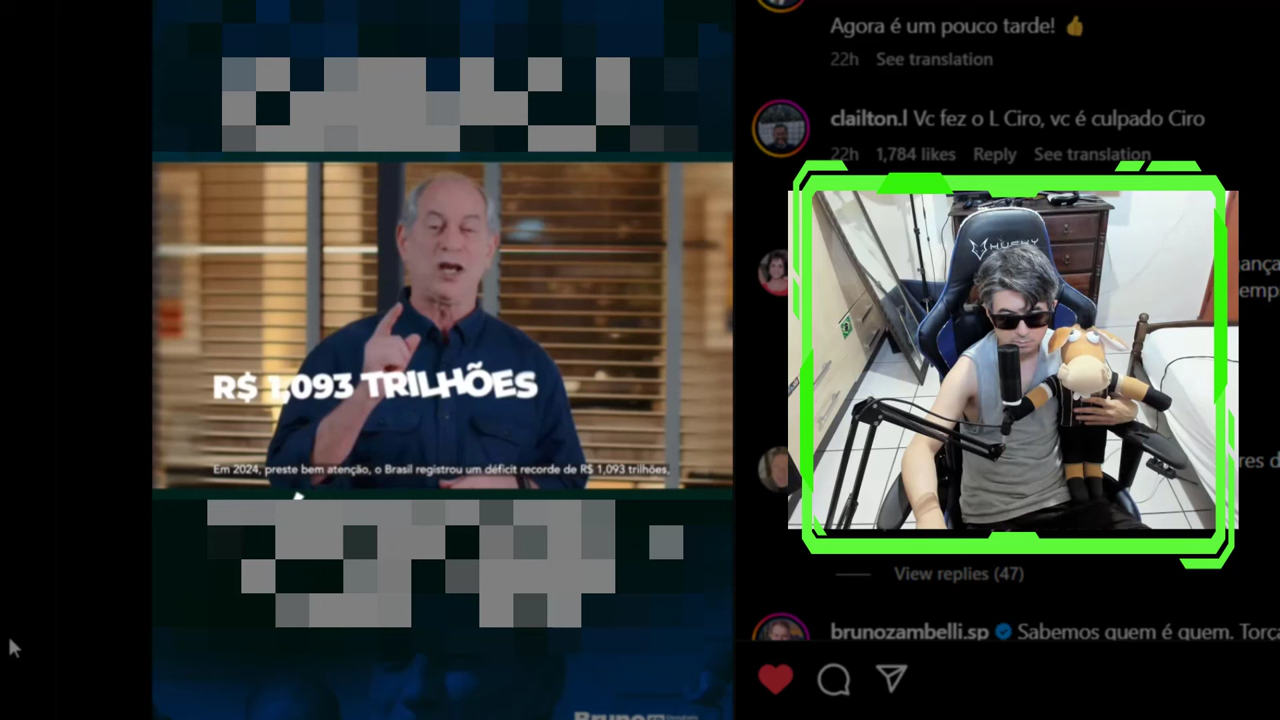 Agora é um pouco tarde! 👍
22h See translation
clailton.l Vc fez o L Ciro, vc é culpado Ciro
22h 1,784 likes Reply See translation
HUSKY
R$ 1,093 TRILHÕES
Em 2024, preste bem atenção, o Brasil registrou um déficit recorde de R$ 1,093 trilhões,
View replies (47)
brunozambelli.sp Sabemos quem é quem.